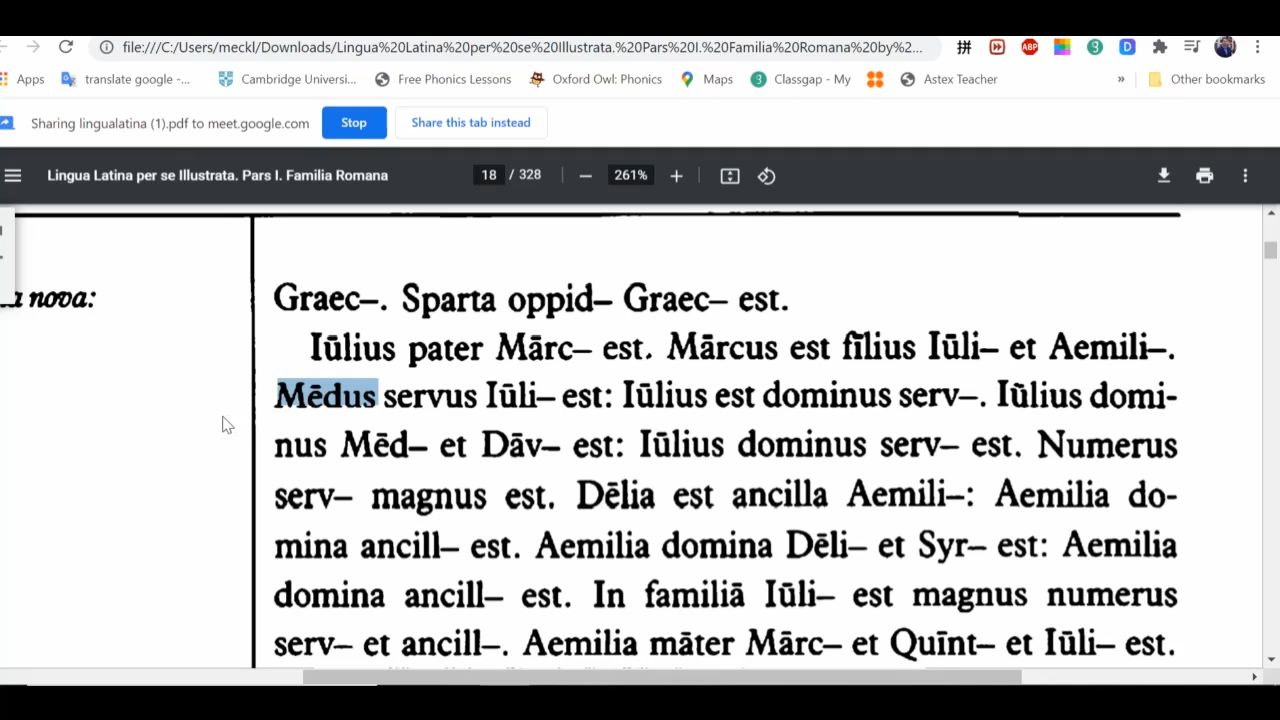 file:///C:/Users/meckl/Downloads/Lingua%20Latina%20per%20se%20Illustrata.%20Pars%20I.%20Familia%20Romana%20by%2...
Apps translate google -... Cambridge Universi... Free Phonics Lessons Oxford Owl: Phonics Maps Classgap - My Astex Teacher » Other bookmarks
Sharing lingualatina (1).pdf to meet.google.com Stop Share this tab instead
Lingua Latina per se Illustrata. Pars I. Familia Romana 18 / 328 — 261% +
nova: Graec–. Sparta oppid– Graec– est.
Iūlius pater Mārc– est. Mārcus est fīlius Iūli– et Aemili–.
Mēdus servus Iūli– est: Iūlius est dominus serv–. Iūlius domi-
nus Mēd– et Dāv– est: Iūlius dominus serv– est. Numerus
serv– magnus est. Dēlia est ancilla Aemili–: Aemilia do-
mina ancill– est. Aemilia domina Dēli– et Syr– est: Aemilia
domina ancill– est. In familiā Iūli– est magnus numerus
serv– et ancill–. Aemilia māter Mārc– et Quīnt– et Iūli– est.